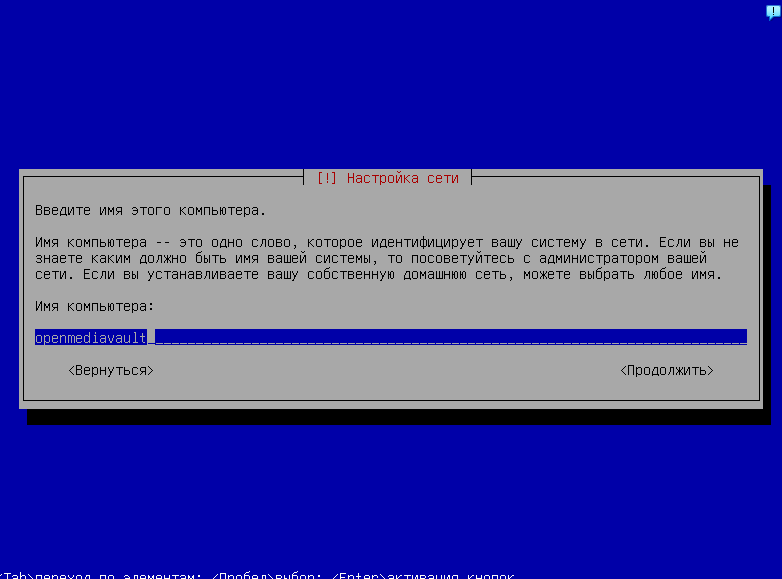 [!] Настройка сети
Введите имя этого компьютера.
Имя компьютера -- это одно слово, которое идентифицирует вашу систему в сети. Если вы не
знаете каким должно быть имя вашей системы, то посоветуйтесь с администратором вашей
сети. Если вы устанавливаете вашу собственную домашнюю сеть, можете выбрать любое имя.
Имя компьютера:
openmediavault
<Вернуться> <Продолжить>
<Tab>переход по элементам; <Пробел>выбор; <Enter>активация кнопок